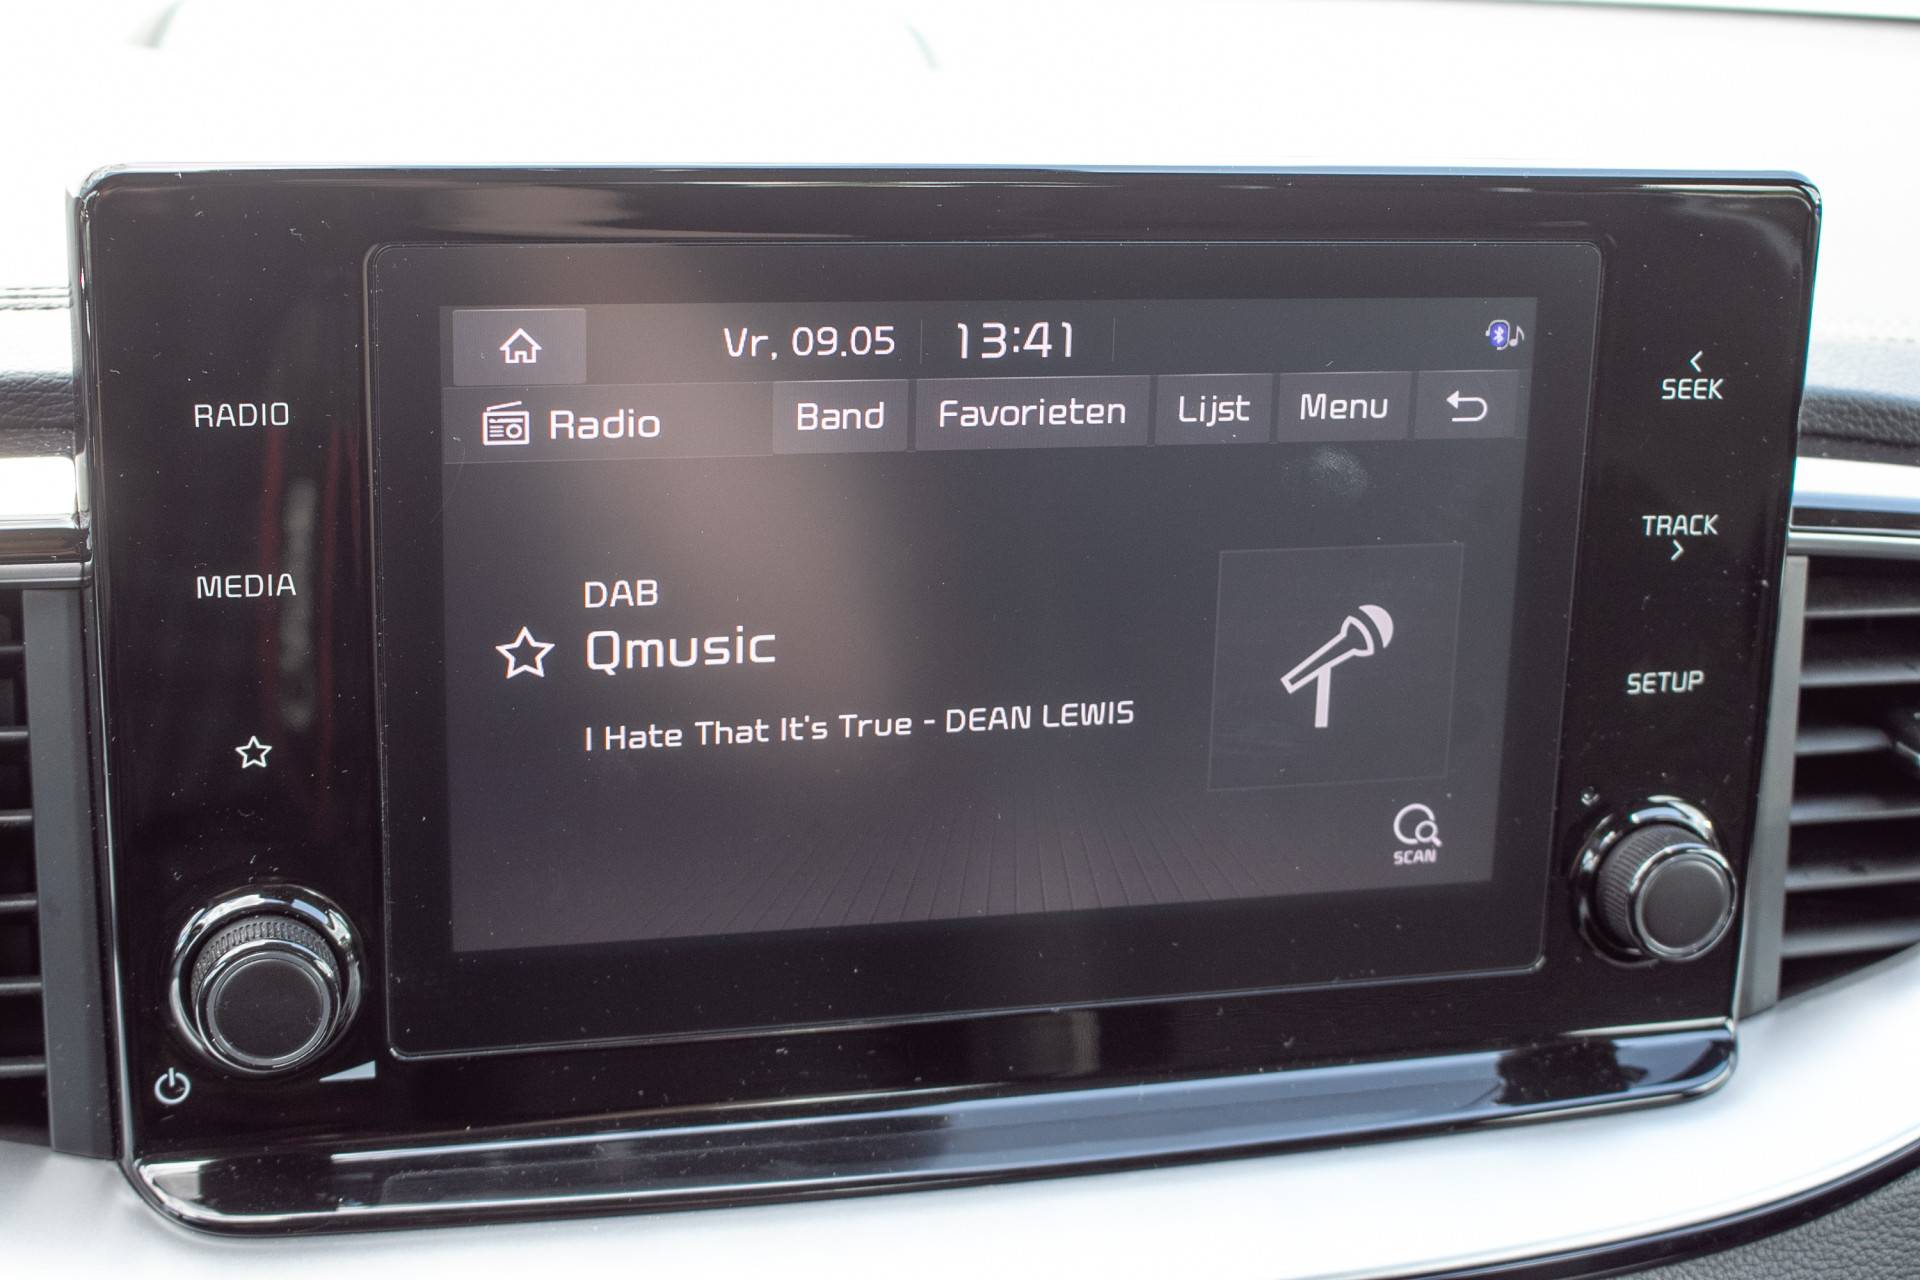 Vr, 09.05 13:41
Radio Band Favorieten Lijst Menu
DAB
Qmusic
I Hate That It's True - DEAN LEWIS
SCAN
RADIO
MEDIA
SEEK
TRACK
SETUP